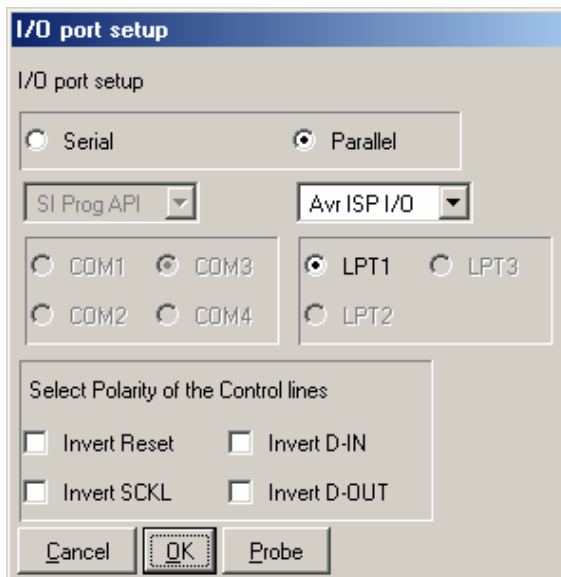 I/O port setup
I/O port setup
Serial Parallel
SI Prog API Avr ISP I/O
COM1 COM3 LPT1 LPT3
COM2 COM4 LPT2
Select Polarity of the Control lines
Invert Reset Invert D-IN
Invert SCKL Invert D-OUT
Cancel OK Probe